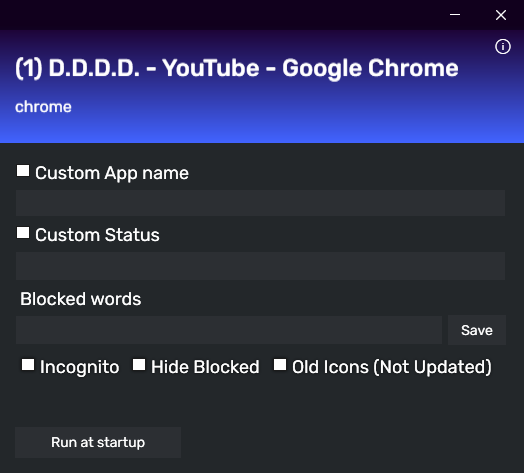 (1) D.D.D.D. - YouTube - Google Chrome
chrome
Custom App name
Custom Status
Blocked words
Save
Incognito Hide Blocked Old Icons (Not Updated)
Run at startup